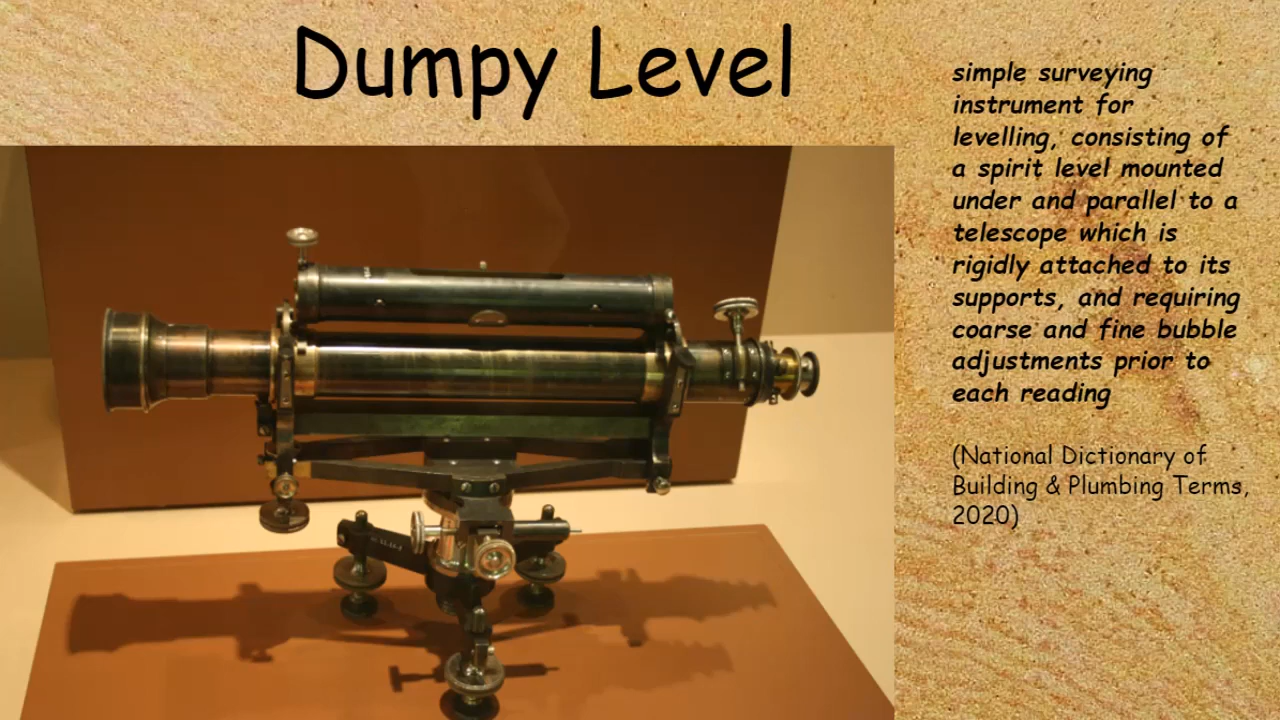 Dumpy Level
simple surveying
instrument for
levelling, consisting of
a spirit level mounted
under and parallel to a
telescope which is
rigidly attached to its
supports, and requiring
coarse and fine bubble
adjustments prior to
each reading
(National Dictionary of
Building & Plumbing Terms,
2020)